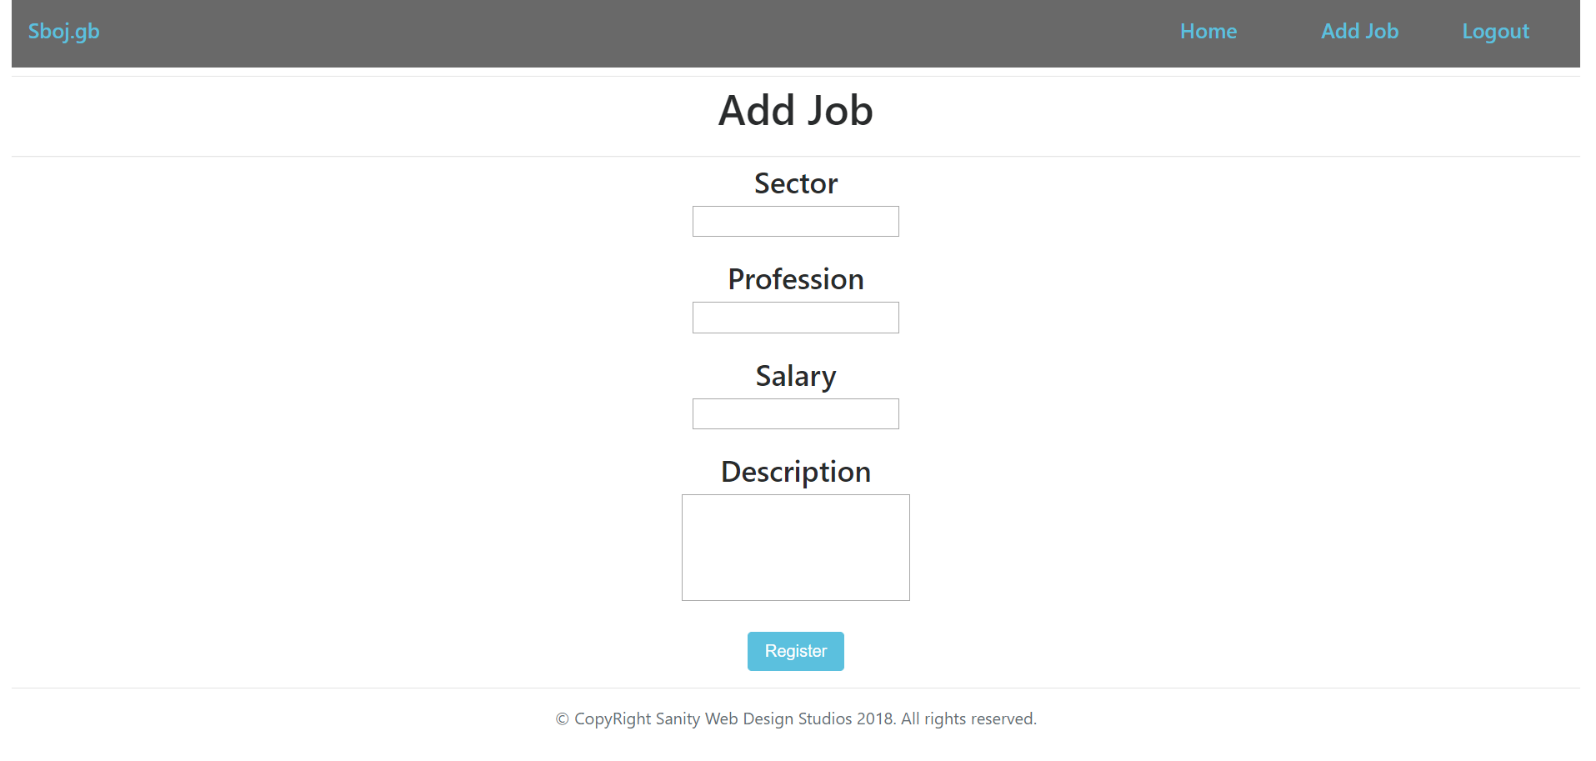 Sboj.gb Home Add Job Logout
Add Job
Sector
Profession
Salary
Description
Register
© CopyRight Sanity Web Design Studios 2018. All rights reserved.